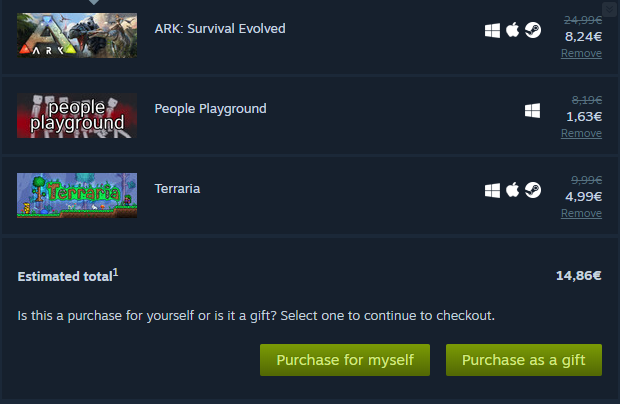 ARK: Survival Evolved
24,99€
8,24€
ARK
Remove
people
playground
People Playground
8,19€
1,63€
Remove
Terraria
Terraria
9,99€
4,99€
Remove
Estimated total1 14,86€
Is this a purchase for yourself or is it a gift? Select one to continue to checkout.
Purchase for myself Purchase as a gift